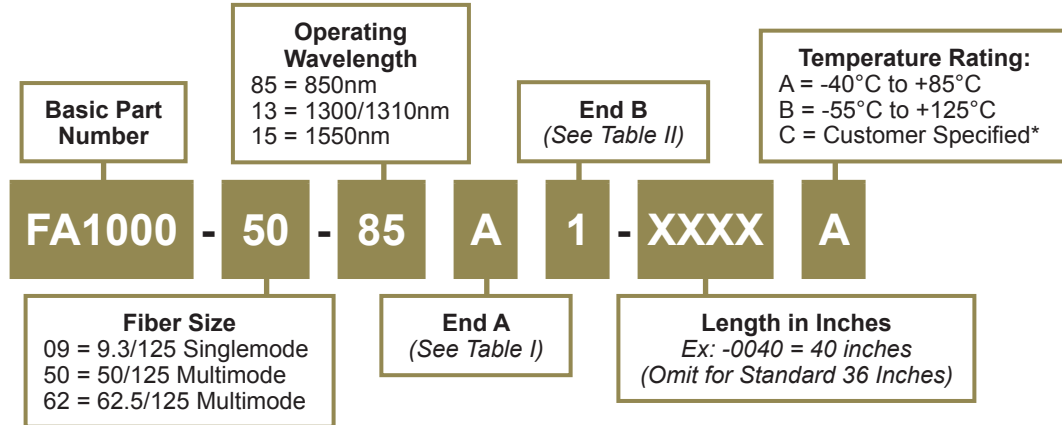 Basic Part
Number
Operating
Wavelength
85 = 850nm
13 = 1300/1310nm
15 = 1550nm
End B
(See Table II)
Temperature Rating:
A = -40°C to +85°C
B = -55°C to +125°C
C = Customer Specified*
FA1000 - 50 - 85 A 1 - XXXX A
Fiber Size
09 = 9.3/125 Singlemode
50 = 50/125 Multimode
62 = 62.5/125 Multimode
End A
(See Table I)
Length in Inches
Ex: -0040 = 40 inches
(Omit for Standard 36 Inches)